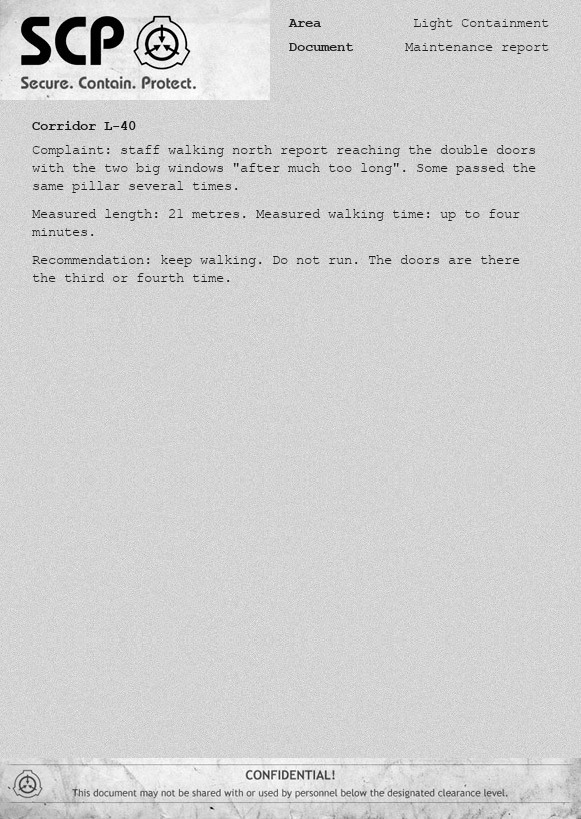 SCP
Secure. Contain. Protect.
Area Light Containment
Document Maintenance report
Corridor L-40
Complaint: staff walking north report reaching the double doors
with the two big windows "after much too long". Some passed the
same pillar several times.
Measured length: 21 metres. Measured walking time: up to four
minutes.
Recommendation: keep walking. Do not run. The doors are there
the third or fourth time.
CONFIDENTIAL!
This document may not be shared with or used by personnel below the designated clearance level.